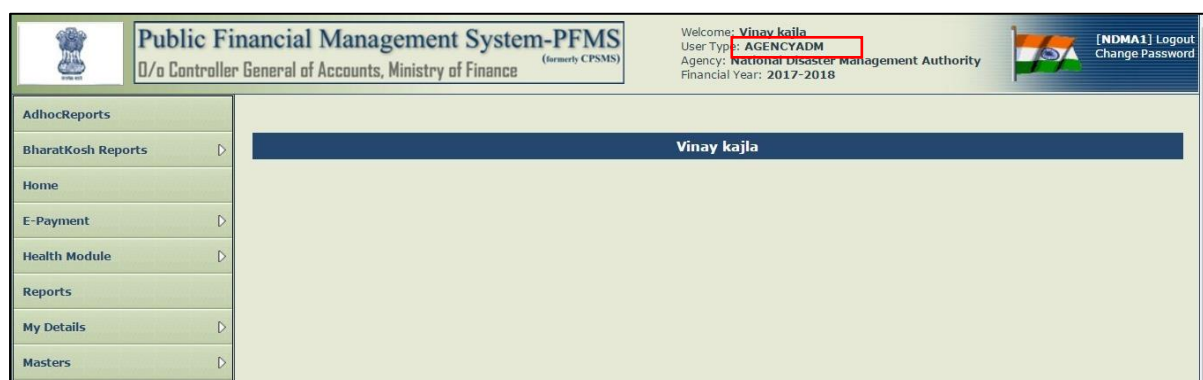 Public Financial Management System-PFMS
O/o Controller General of Accounts, Ministry of Finance (formerly CPSMS)
Welcome: Vinay kajla
User Type: AGENCYADM
Agency: National Disaster Management Authority
Financial Year: 2017-2018
[NDMA1] Logout
Change Password
AdhocReports
BharatKosh Reports
Home
E-Payment
Health Module
Reports
My Details
Masters
Vinay kajla